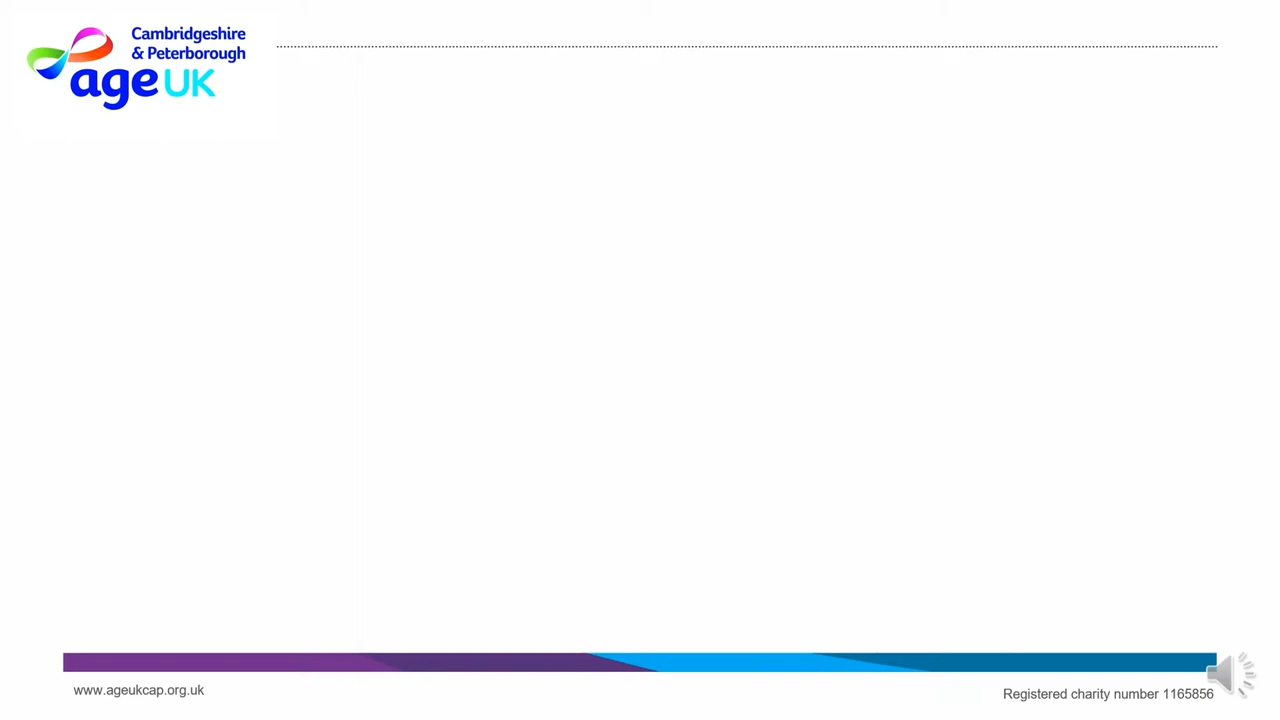 Cambridgeshire
& Peterborough
age UK
www.ageukcap.org.uk
Registered charity number 1165856